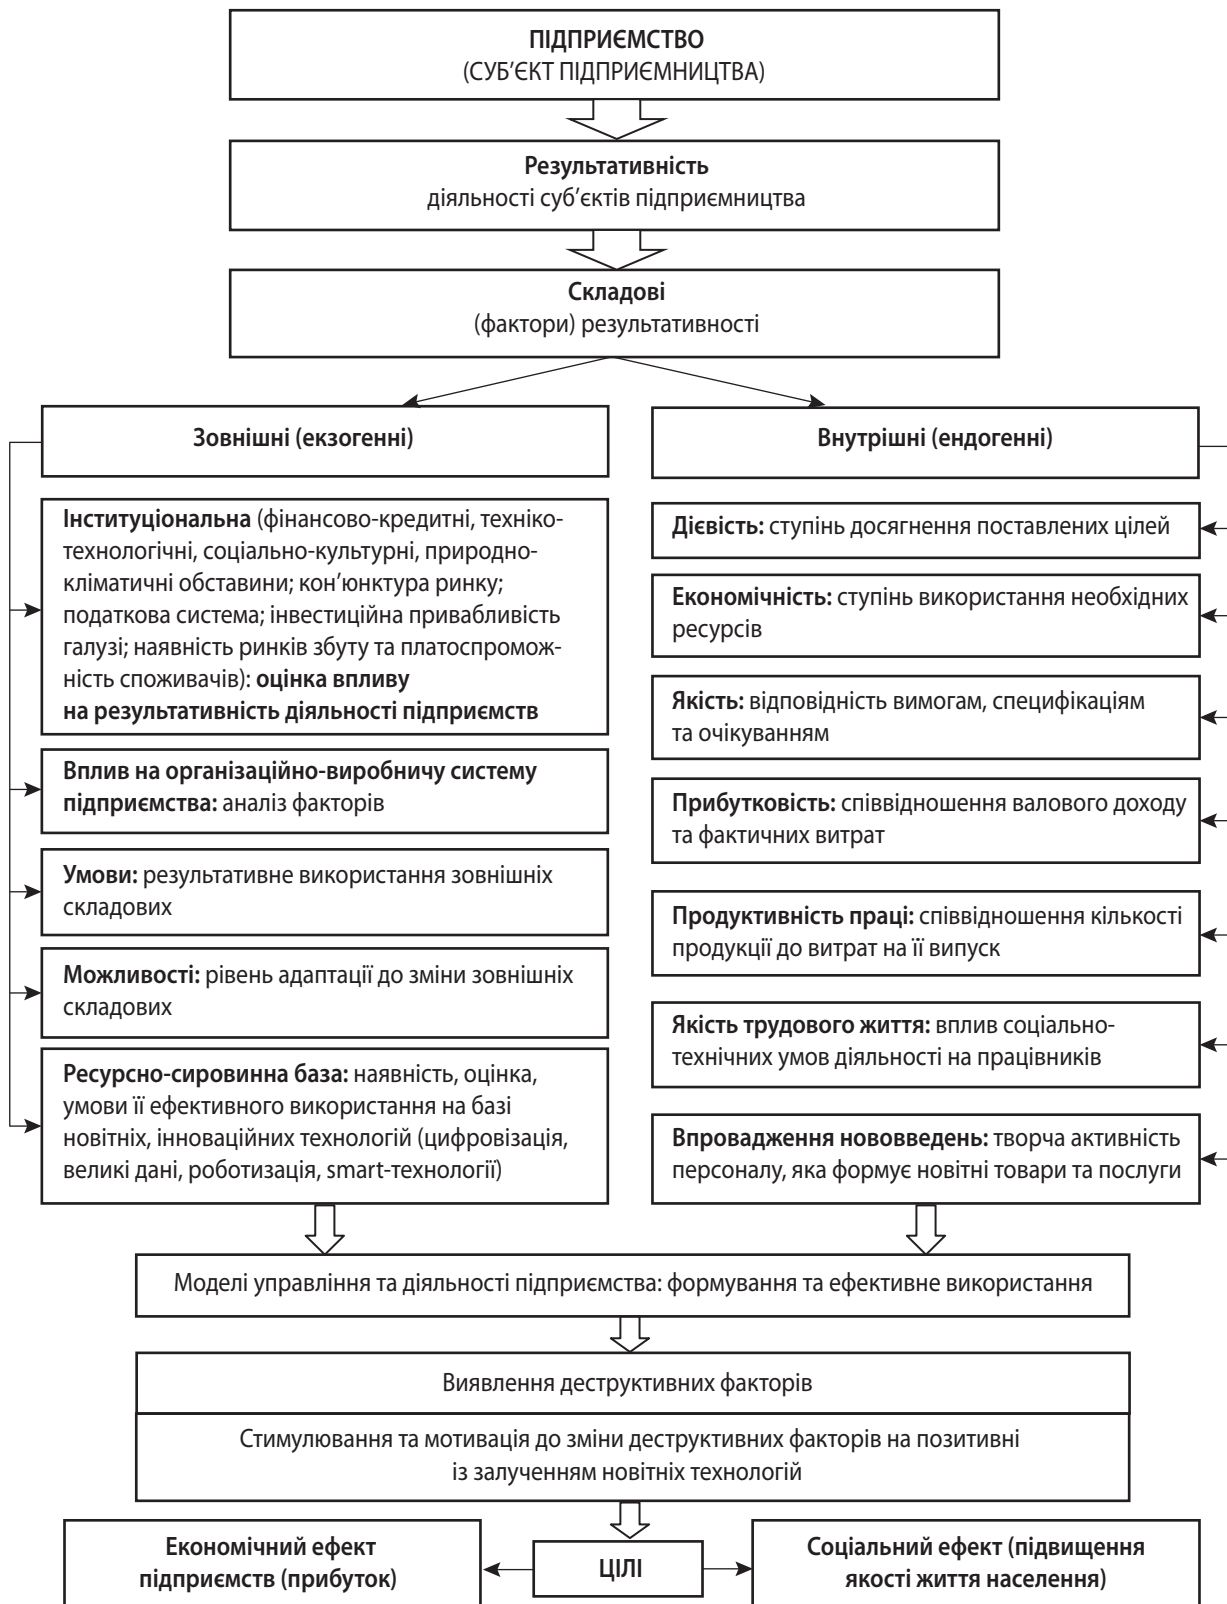 ПІДПРИЄМСТВО
(СУБ’ЄКТ ПІДПРИЄМНИЦТВА)
Результативність
діяльності суб’єктів підприємництва
Складові
(фактори) результативності
Зовнішні (екзогенні)
Інституціональна (фінансово-кредитні, техніко-
технологічні, соціально-культурні, природно-
кліматичні обставини; кон’юнктура ринку;
податкова система; інвестиційна привабливість
галузі; наявність ринків збуту та платоспромож-
ність споживачів): оцінка впливу
на результативність діяльності підприємств
Вплив на організаційно-виробничу систему
підприємства: аналіз факторів
Умови: результативне використання зовнішніх
складових
Можливості: рівень адаптації до зміни зовнішніх
складових
Ресурсно-сировинна база: наявність, оцінка,
умови її ефективного використання на базі
новітніх, інноваційних технологій (цифровізація,
великі дані, роботизація, smart-технології)
Внутрішні (ендогенні)
Дієвість: ступінь досягнення поставлених цілей
Економічність: ступінь використання необхідних
ресурсів
Якість: відповідність вимогам, специфікаціям
та очікуванням
Прибутковість: співвідношення валового доходу
та фактичних витрат
Продуктивність праці: співвідношення кількості
продукції до витрат на її випуск
Якість трудового життя: вплив соціально-
технічних умов діяльності на працівників
Впровадження нововведень: творча активність
персоналу, яка формує новітні товари та послуги
Моделі управління та діяльності підприємства: формування та ефективне використання
Виявлення деструктивних факторів
Стимулювання та мотивація до зміни деструктивних факторів на позитивні
із залученням новітніх технологій
Економічний ефект
підприємств (прибуток)
ЦІЛІ
Соціальний ефект (підвищення
якості життя населення)